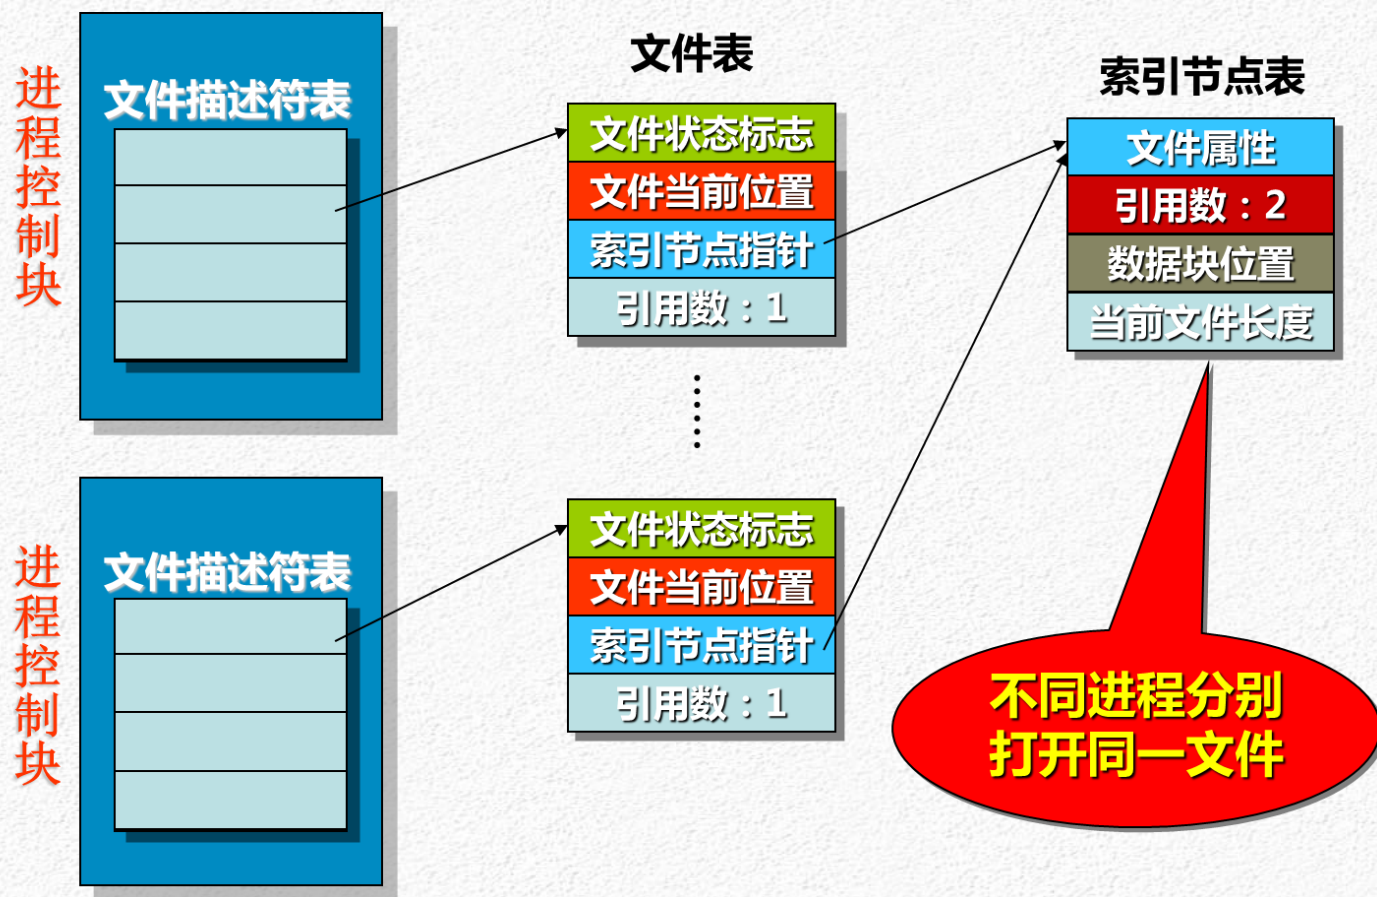 进程控制块
文件描述符表
文件表
文件状态标志
文件当前位置
索引节点指针
引用数：1
索引节点表
文件属性
引用数：2
数据块位置
当前文件长度
进程控制块
文件描述符表
文件状态标志
文件当前位置
索引节点指针
引用数：1
不同进程分别
打开同一文件